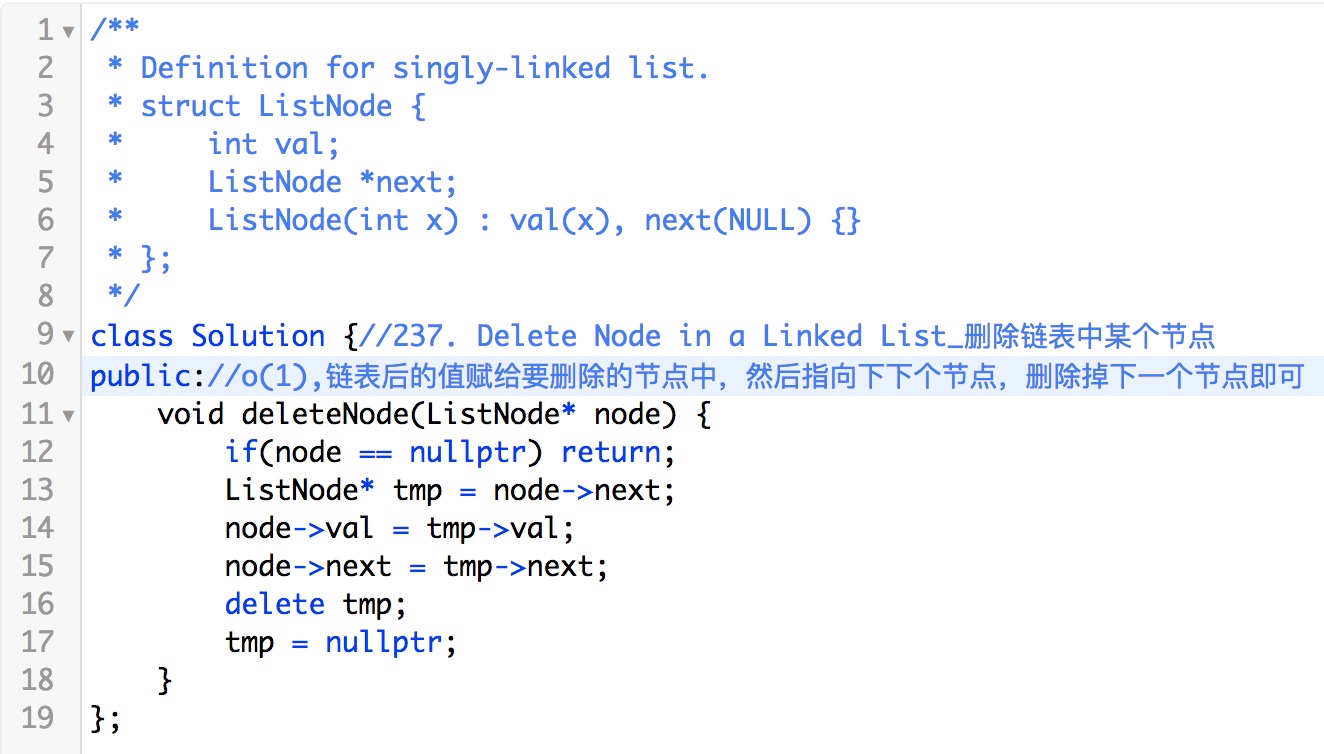 1 /**
2  * Definition for singly-linked list.
3  * struct ListNode {
4  *     int val;
5  *     ListNode *next;
6  *     ListNode(int x) : val(x), next(NULL) {}
7  * };
8  */
9 class Solution {//237. Delete Node in a Linked List_删除链表中某个节点
10 public://o(1),链表后的值赋给要删除的节点中，然后指向下下个节点，删除掉下一个节点即可
11     void deleteNode(ListNode* node) {
12         if(node == nullptr) return;
13         ListNode* tmp = node->next;
14         node->val = tmp->val;
15         node->next = tmp->next;
16         delete tmp;
17         tmp = nullptr;
18     }
19 };